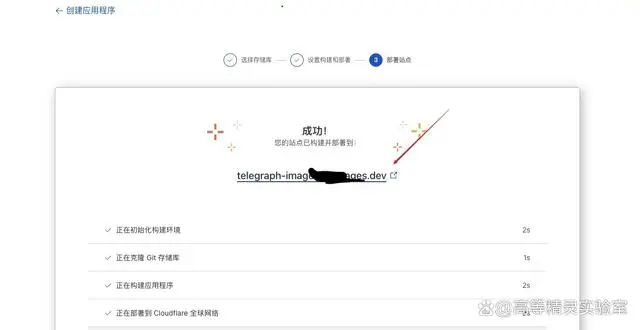 ← 创建应用程序
选择存储库 设置构建和部署 3 部署站点
成功！
您的站点已构建并部署到：
telegraph-image ages.dev
正在初始化构建环境 2s
正在克隆 Git 存储库 1s
正在构建应用程序 2s
正在部署到 Cloudflare 全球网络
@高等精灵实验室